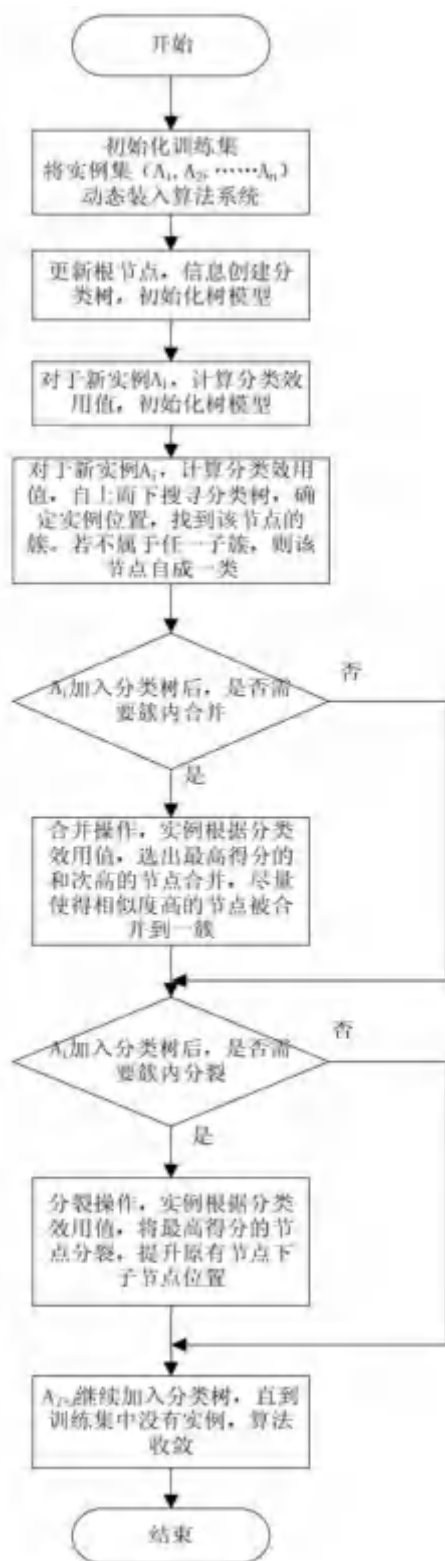 开始
初始化训练集
将实例集（A₁, A₂, ……Aₙ）
动态装入算法系统
更新根节点，信息创建分
类树，初始化树模型
对于新实例Aᵢ，计算分类效
用值，初始化树模型
对于新实例Aᵢ，计算分类效用
值，自上而下搜寻分类树，确
定实例位置，找到该节点的
簇。若不属于任一子簇，则该
节点自成一类
Aᵢ加入分类树后，是否需
要簇内合并
否
是
合并操作，实例根据分类
效用值，选出最高得分的
和次高的节点合并，尽量
使得相似度高的节点被合
并到一簇
Aᵢ加入分类树后，是否需
要簇内分裂
否
是
分裂操作，实例根据分类
效用值，将最高得分的节
点分裂，提升原有节点下
子节点位置
继续加入分类树，直到
训练集中没有实例，算法
收敛
结束